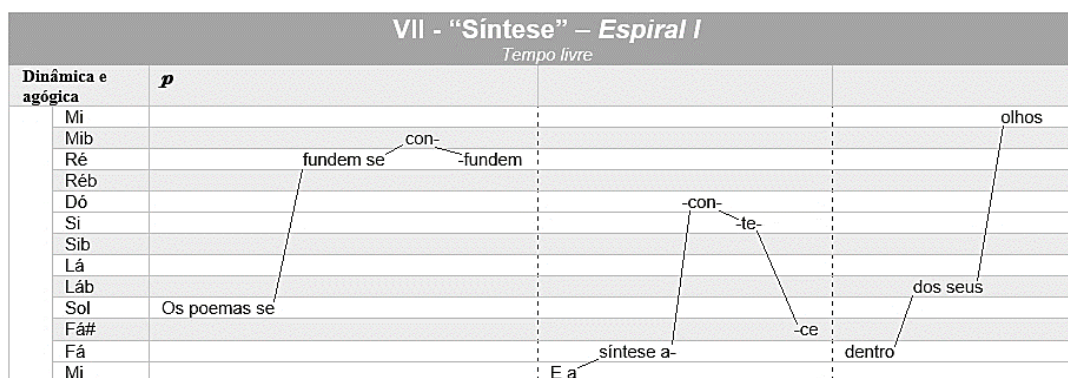 VII - “Síntese” – Espiral I
Tempo livre
Dinâmica e
agógica
p
Mi olhos
Mib con-
Ré fundem se -fundem
Réb
Dó -con-
Si -te-
Sib
Lá
Láb dos seus
Sol Os poemas se
Fá# -ce
Fá síntese a- dentro
Mi E a